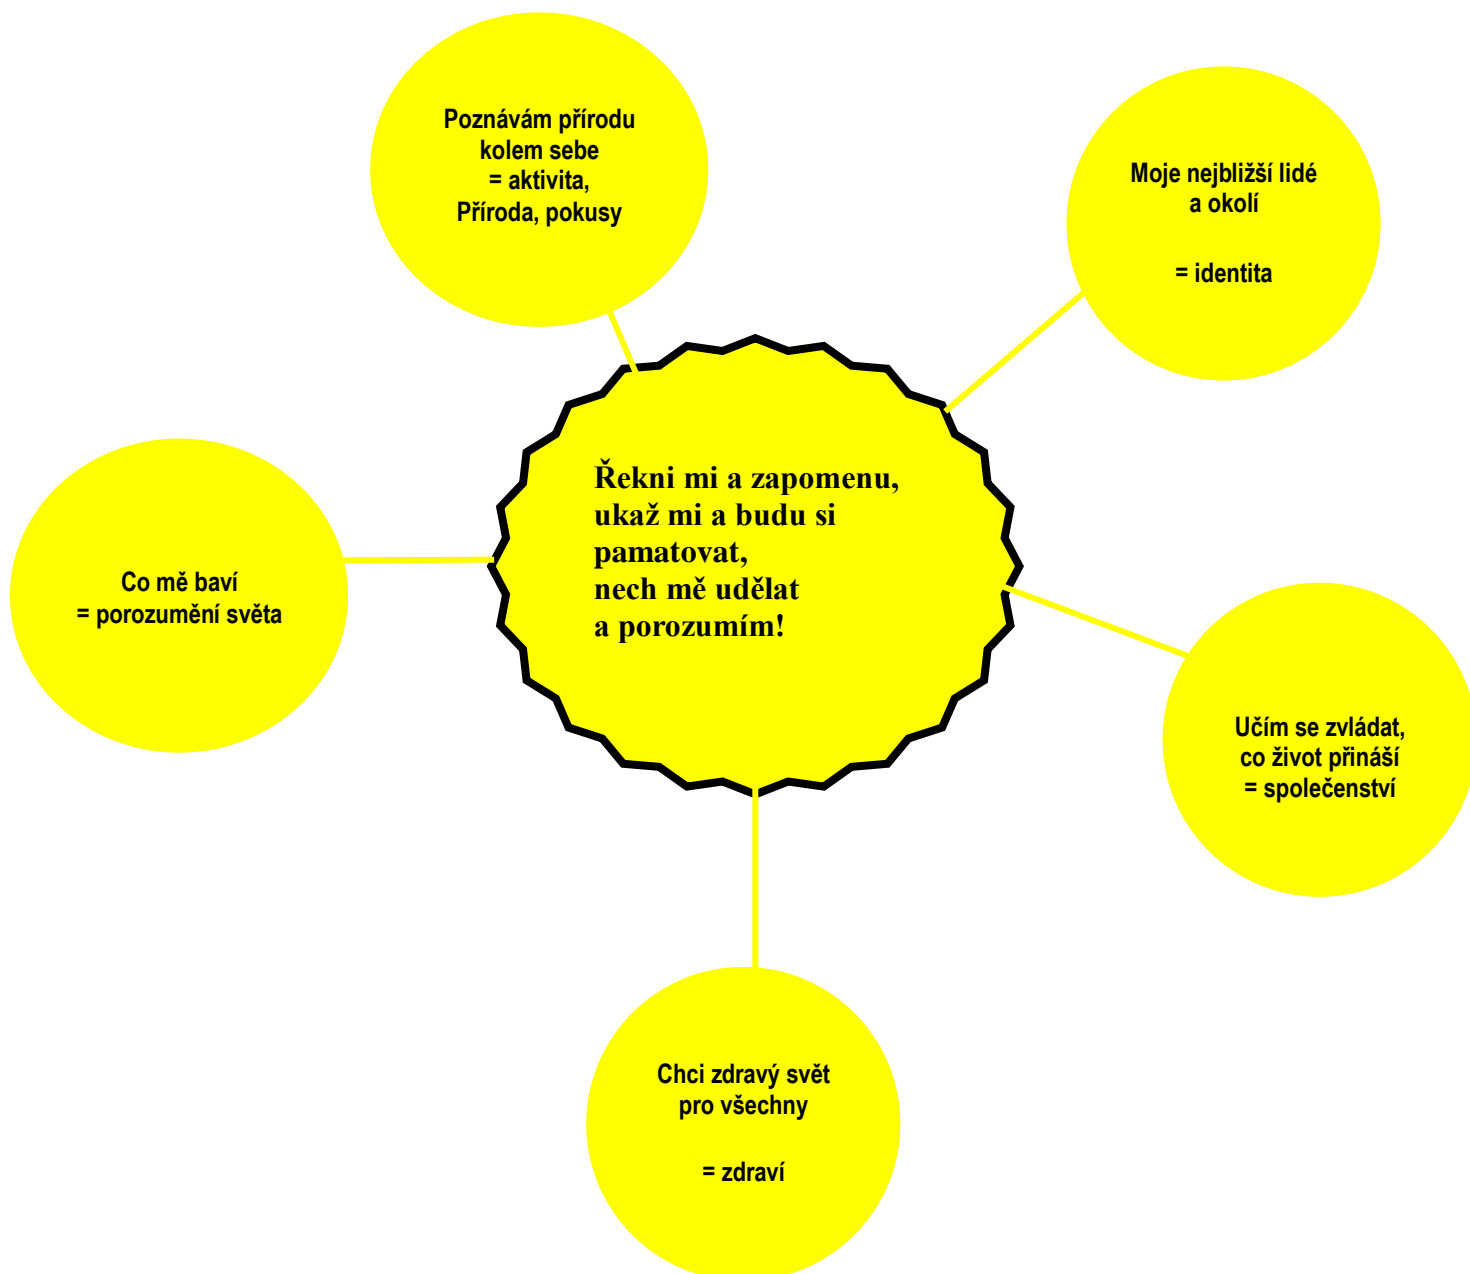 Poznávám přírodu
kolem sebe
= aktivita,
Příroda, pokusy
Moje nejbližší lidé
a okolí
= identita
Řekni mi a zapomenu,
ukaž mi a budu si
pamatovat,
nech mě udělat
a porozumím!
Co mě baví
= porozumění světa
Učím se zvládat,
co život přináší
= společenství
Chci zdravý svět
pro všechny
= zdraví